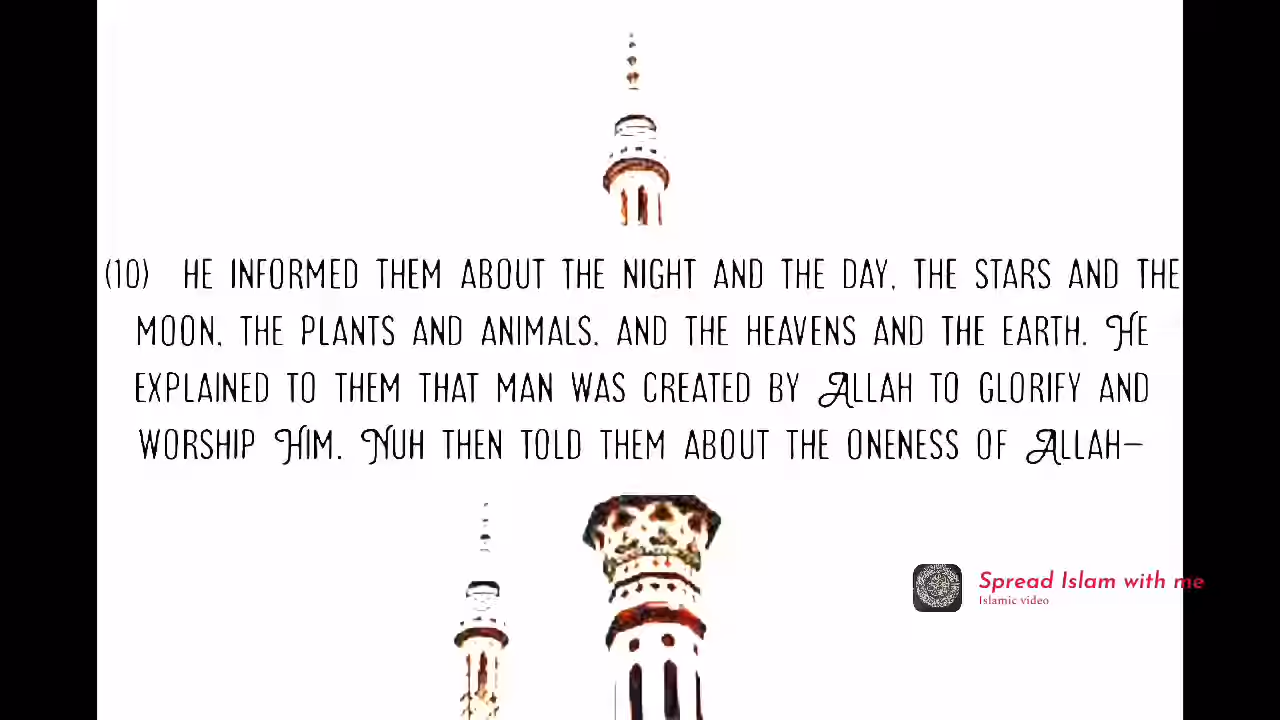 (10) HE INFORMED THEM ABOUT THE NIGHT AND THE DAY, THE STARS AND THE
MOON, THE PLANTS AND ANIMALS, AND THE HEAVENS AND THE EARTH. HE
EXPLAINED TO THEM THAT MAN WAS CREATED BY ALLAH TO GLORIFY AND
WORSHIP HIM. NUH THEN TOLD THEM ABOUT THE ONENESS OF ALLAH–
Spread Islam with me
Islamic video